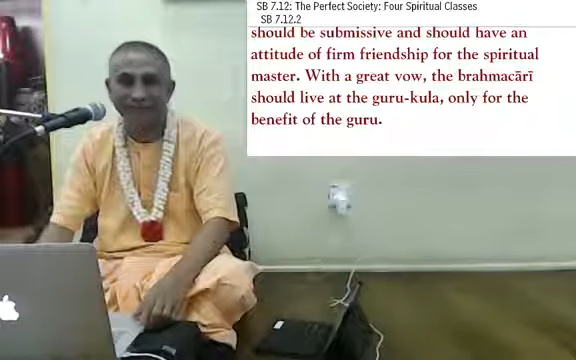 SB 7.12: The Perfect Society: Four Spiritual Classes
SB 7.12.2
should be submissive and should have an
attitude of firm friendship for the spiritual
master. With a great vow, the brahmacārī
should live at the guru-kula, only for the
benefit of the guru.